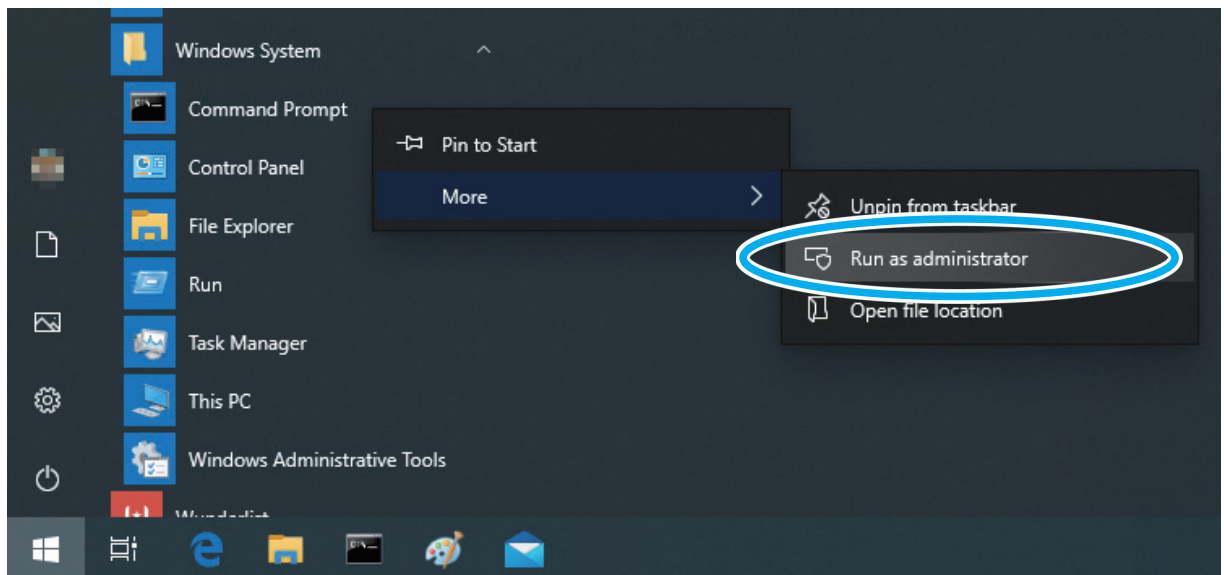 Windows System
Command Prompt
Pin to Start
Control Panel
More
Unpin from taskbar
File Explorer
Run as administrator
Run
Open file location
Task Manager
This PC
Windows Administrative Tools
Wunderlist